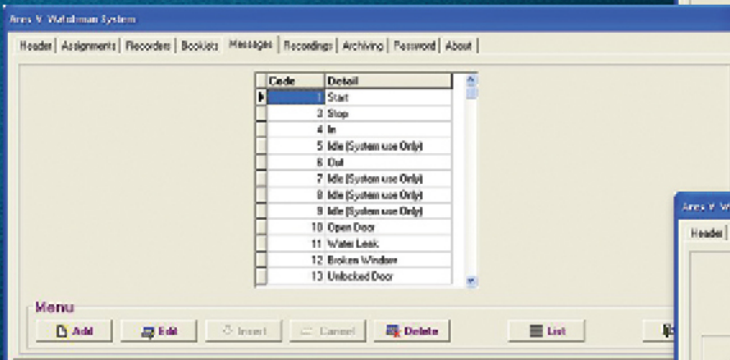 Ares V Watchman System
Header Assignments Recorders Booklets Messages Recordings Archiving Password About
Code Detail
1 Start
3 Stop
4 In
5 Idle (System use Only)
6 Out
7 Idle (System use Only)
8 Idle (System use Only)
9 Idle (System use Only)
10 Open Door
11 Water Leak
12 Broken Window
13 Unlocked Door
Menu
Add Edit Insert Cancel Delete List
Ares V W
Header